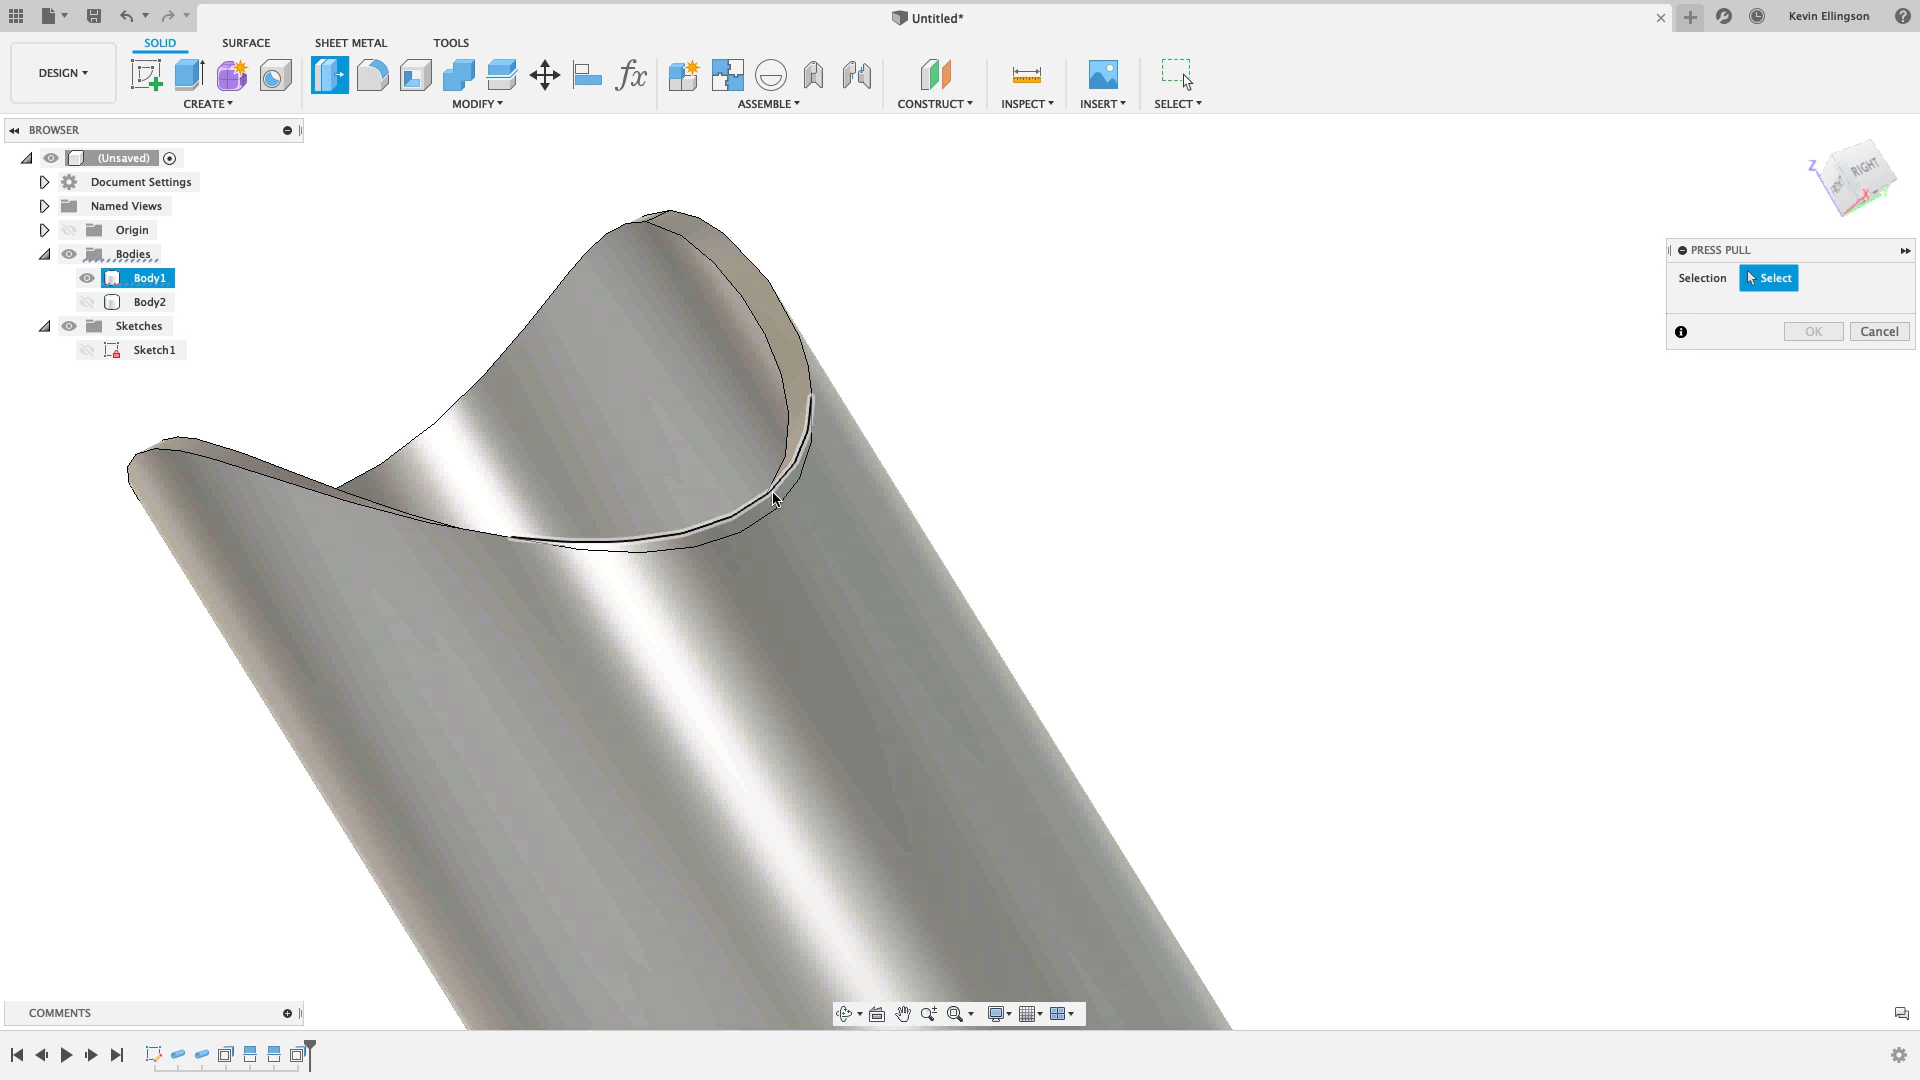 Untitled*
Kevin Ellingson
DESIGN
SOLID
SURFACE
SHEET METAL
TOOLS
fx
CREATE
MODIFY
ASSEMBLE
CONSTRUCT
INSPECT
INSERT
SELECT
BROWSER
(Unsaved)
Document Settings
Named Views
Origin
Bodies
Body1
Body2
Sketches
Sketch1
Z
RIGHT
X
PRESS PULL
Selection
Select
OK
Cancel
COMMENTS